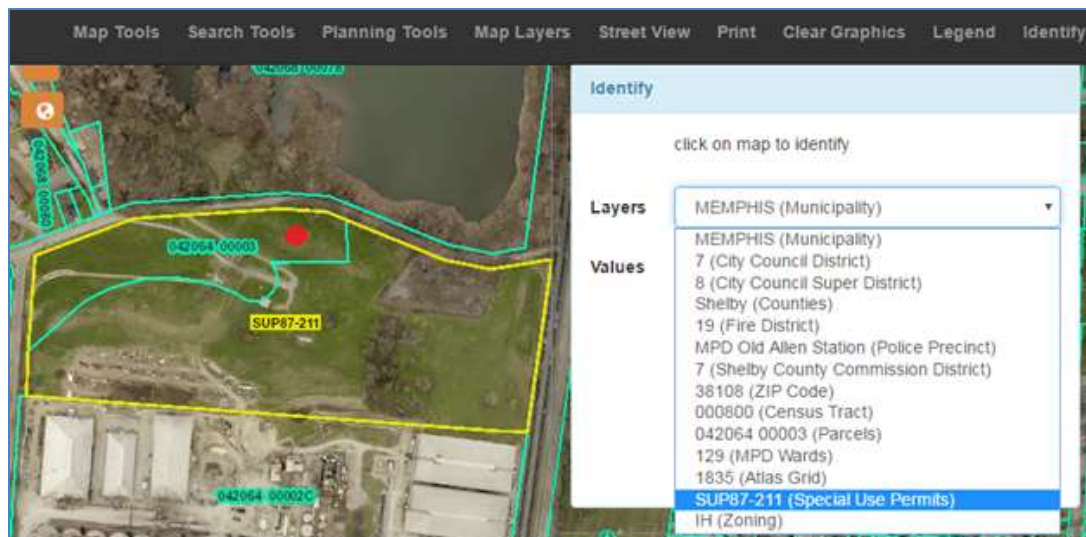 Map Tools Search Tools Planning Tools Map Layers Street View Print Clear Graphics Legend Identify
Identify
click on map to identify
Layers
MEMPHIS (Municipality)
Values
MEMPHIS (Municipality)
7 (City Council District)
8 (City Council Super District)
Shelby (Counties)
19 (Fire District)
MPD Old Allen Station (Police Precinct)
7 (Shelby County Commission District)
38108 (ZIP Code)
000800 (Census Tract)
042064 00003 (Parcels)
129 (MPD Wards)
1835 (Atlas Grid)
SUP87-211 (Special Use Permits)
IH (Zoning)
042064 00003
SUP87-211
042064 00002C